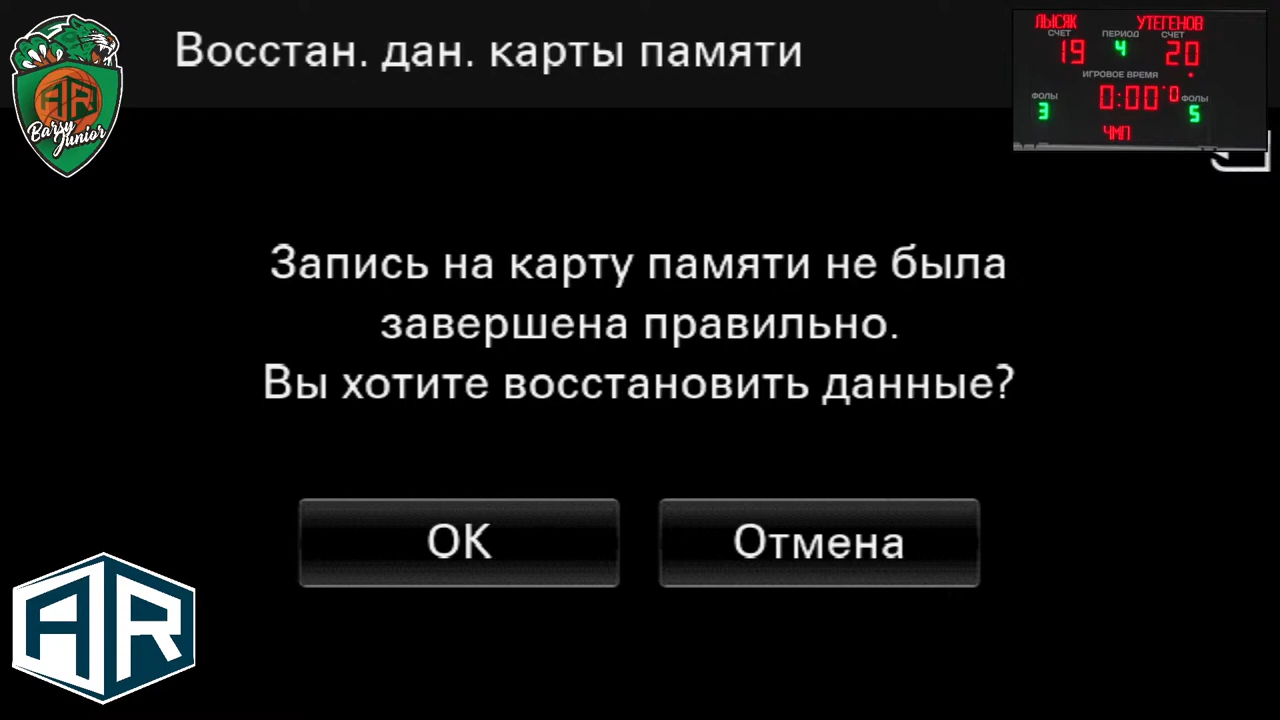 Восстан. дан. карты памяти
ЛЫСЯК УТЕГЕНОВ
СЧЕТ ПЕРИОД СЧЕТ
19 4 20
ИГРОВОЕ ВРЕМЯ
ФОЛЫ 0:00.0 ФОЛЫ
3 5
ЧМП
AR
Barsy
Junior
Запись на карту памяти не была
завершена правильно.
Вы хотите восстановить данные?
OK Отмена
AR